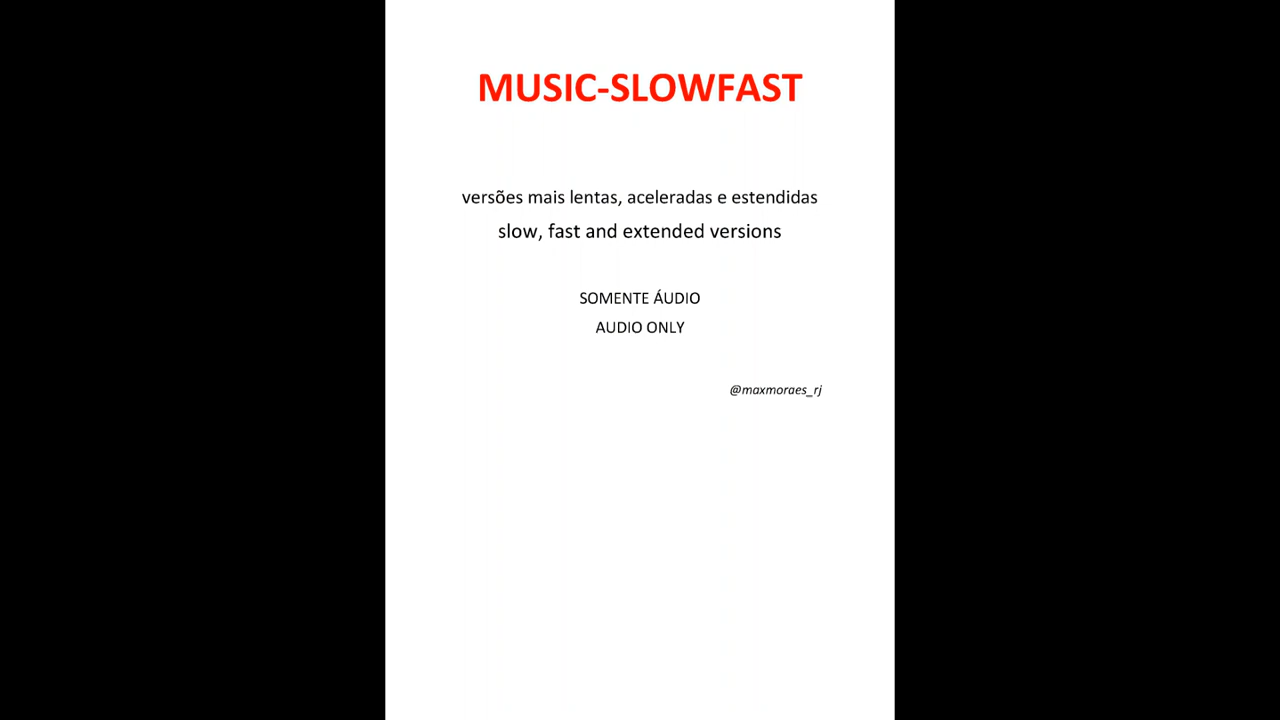 MUSIC-SLOWFAST
versões mais lentas, aceleradas e estendidas
slow, fast and extended versions
SOMENTE ÁUDIO
AUDIO ONLY
@maxmoraes_rj